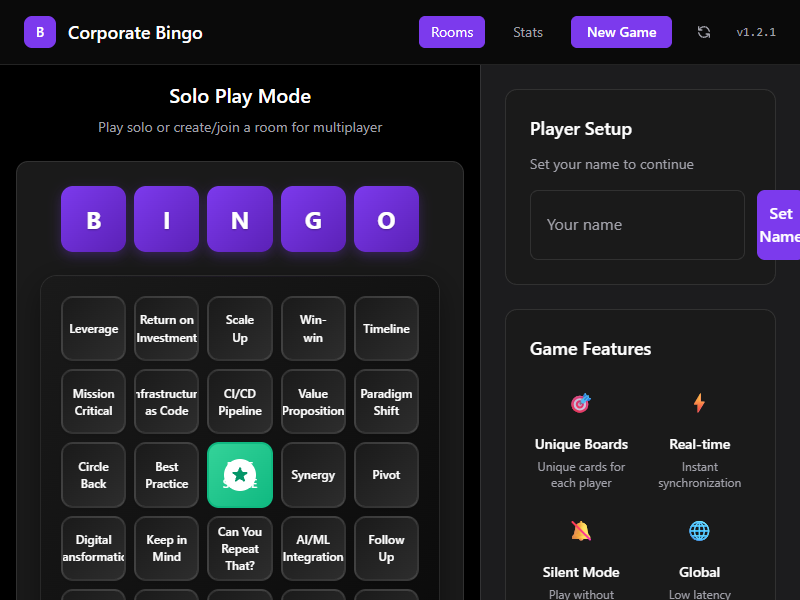 B Corporate Bingo Rooms Stats New Game v1.2.1
Solo Play Mode
Play solo or create/join a room for multiplayer
B I N G O
Leverage
Return on
Investment
Scale
Up
Win-
win
Timeline
Mission
Critical
nfrastructur
as Code
CI/CD
Pipeline
Value
Proposition
Paradigm
Shift
Circle
Back
Best
Practice
Synergy
Pivot
Digital
ansformatio
Keep in
Mind
Can You
Repeat
That?
AI/ML
Integration
Follow
Up
Player Setup
Set your name to continue
Your name
Set
Name
Game Features
Unique Boards
Unique cards for
each player
Real-time
Instant
synchronization
Silent Mode
Play without
Global
Low latency